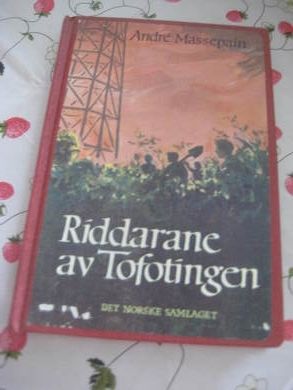 André Massepain
Riddarane
av Tofotingen
DET NORSKE SAMLAGET